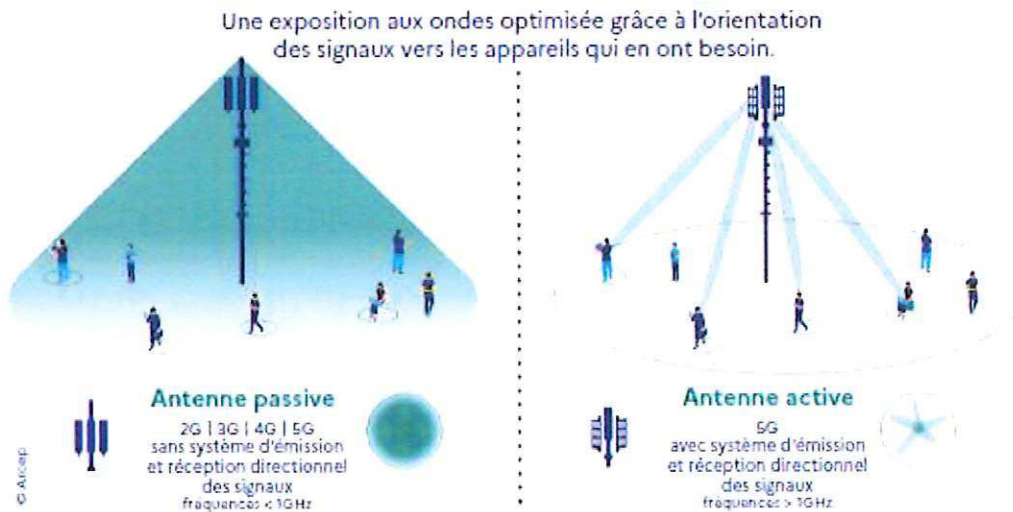 Une exposition aux ondes optimisée grâce à l'orientation
des signaux vers les appareils qui en ont besoin.
Antenne passive
2G | 3G | 4G | 5G
sans système d'émission
et réception directionnel
des signaux
fréquences < 1GHz
Antenne active
5G
avec système d'émission
et réception directionnel
des signaux
fréquences > 1GHz
© Arcep